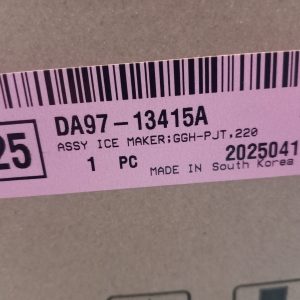 25
DA97-13415A
ASSY ICE MAKER;GGH-PJT,220
1 PC
2025041
MADE IN South Korea